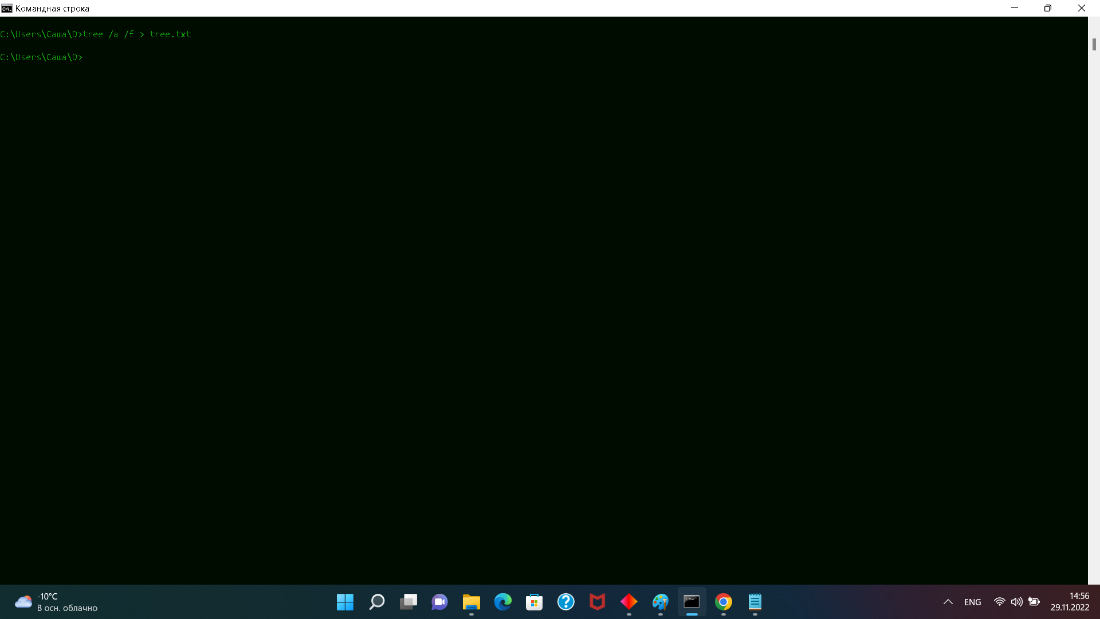 Командная строка
C:\Users\Саша\D>tree /a /f > tree.txt
C:\Users\Саша\D>
-10°C
В осн. облачно
ENG
14:56
29.11.2022